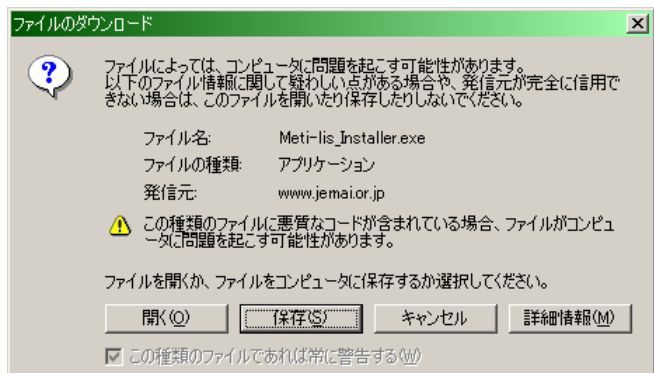 ファイルのダウンロード
ファイルによっては、コンピュータに問題を起こす可能性があります。
以下のファイル情報に関して疑わしい点がある場合や、発信元が完全に信用で
きない場合は、このファイルを開いたり保存したりしないでください。
ファイル名: Meti-lis_Installer.exe
ファイルの種類: アプリケーション
発信元: www.jemai.or.jp
この種類のファイルに悪質なコードが含まれている場合、ファイルがコンピュ
ータに問題を起こす可能性があります。
ファイルを開くか、ファイルをコンピュータに保存するか選択してください。
開く(O) 保存(S) キャンセル 詳細情報(M)
この種類のファイルであれば常に警告する(W)